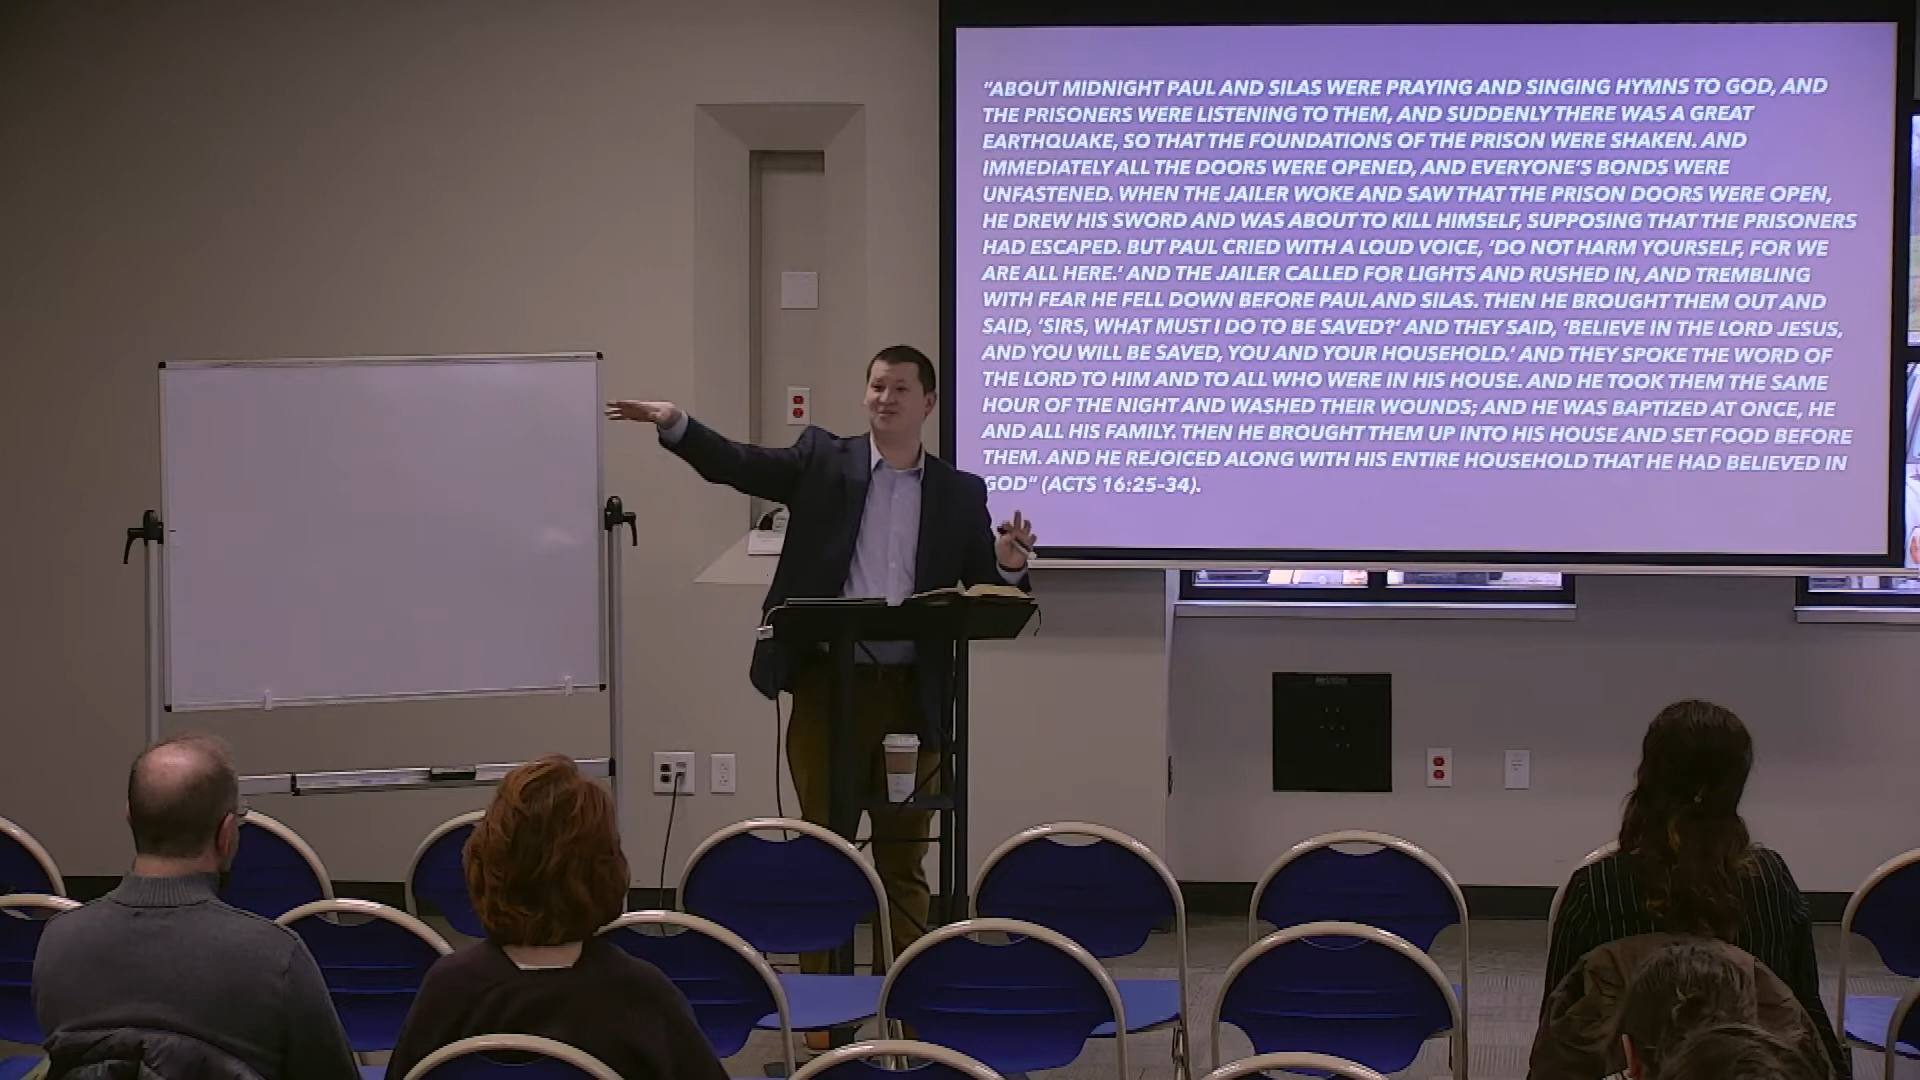 "ABOUT MIDNIGHT PAUL AND SILAS WERE PRAYING AND SINGING HYMNS TO GOD, AND
THE PRISONERS WERE LISTENING TO THEM, AND SUDDENLY THERE WAS A GREAT
EARTHQUAKE, SO THAT THE FOUNDATIONS OF THE PRISON WERE SHAKEN. AND
IMMEDIATELY ALL THE DOORS WERE OPENED, AND EVERYONE'S BONDS WERE
UNFASTENED. WHEN THE JAILER WOKE AND SAW THAT THE PRISON DOORS WERE OPEN,
HE DREW HIS SWORD AND WAS ABOUT TO KILL HIMSELF, SUPPOSING THAT THE PRISONERS
HAD ESCAPED. BUT PAUL CRIED WITH A LOUD VOICE, 'DO NOT HARM YOURSELF, FOR WE
ARE ALL HERE.' AND THE JAILER CALLED FOR LIGHTS AND RUSHED IN, AND TREMBLING
WITH FEAR HE FELL DOWN BEFORE PAUL AND SILAS. THEN HE BROUGHT THEM OUT AND
SAID, 'SIRS, WHAT MUST I DO TO BE SAVED?' AND THEY SAID, 'BELIEVE IN THE LORD JESUS,
AND YOU WILL BE SAVED, YOU AND YOUR HOUSEHOLD.' AND THEY SPOKE THE WORD OF
THE LORD TO HIM AND TO ALL WHO WERE IN HIS HOUSE. AND HE TOOK THEM THE SAME
HOUR OF THE NIGHT AND WASHED THEIR WOUNDS; AND HE WAS BAPTIZED AT ONCE, HE
AND ALL HIS FAMILY. THEN HE BROUGHT THEM UP INTO HIS HOUSE AND SET FOOD BEFORE
THEM. AND HE REJOICED ALONG WITH HIS ENTIRE HOUSEHOLD THAT HE HAD BELIEVED IN
GOD" (ACTS 16:25-34).